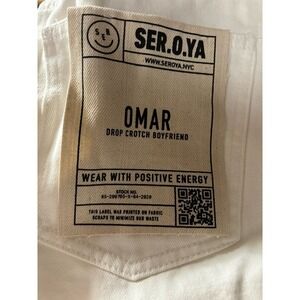 SER
SER.O.YA
WWW.SEROYA.NYC
OMAR
DROP CROTCH BOYFRIEND
WEAR WITH POSITIVE ENERGY
STOCK NO.
THIS LABEL WAS PRINTED ON FABRIC
SCRAPS TO MINIMIZE OUR WASTE